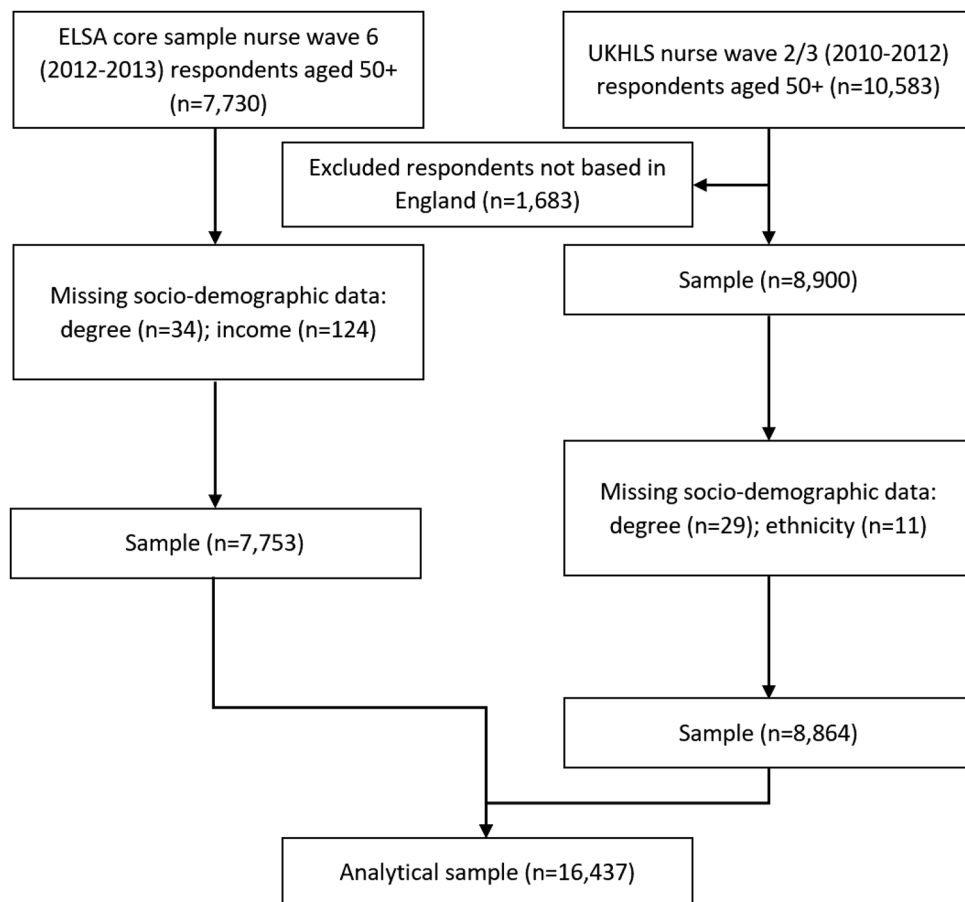 ELSA core sample nurse wave 6
(2012-2013) respondents aged 50+
(n=7,730)
UKHLS nurse wave 2/3 (2010-2012)
respondents aged 50+ (n=10,583)
Excluded respondents not based in
England (n=1,683)
Missing socio-demographic data:
degree (n=34); income (n=124)
Sample (n=8,900)
Missing socio-demographic data:
degree (n=29); ethnicity (n=11)
Sample (n=7,753)
Sample (n=8,864)
Analytical sample (n=16,437)